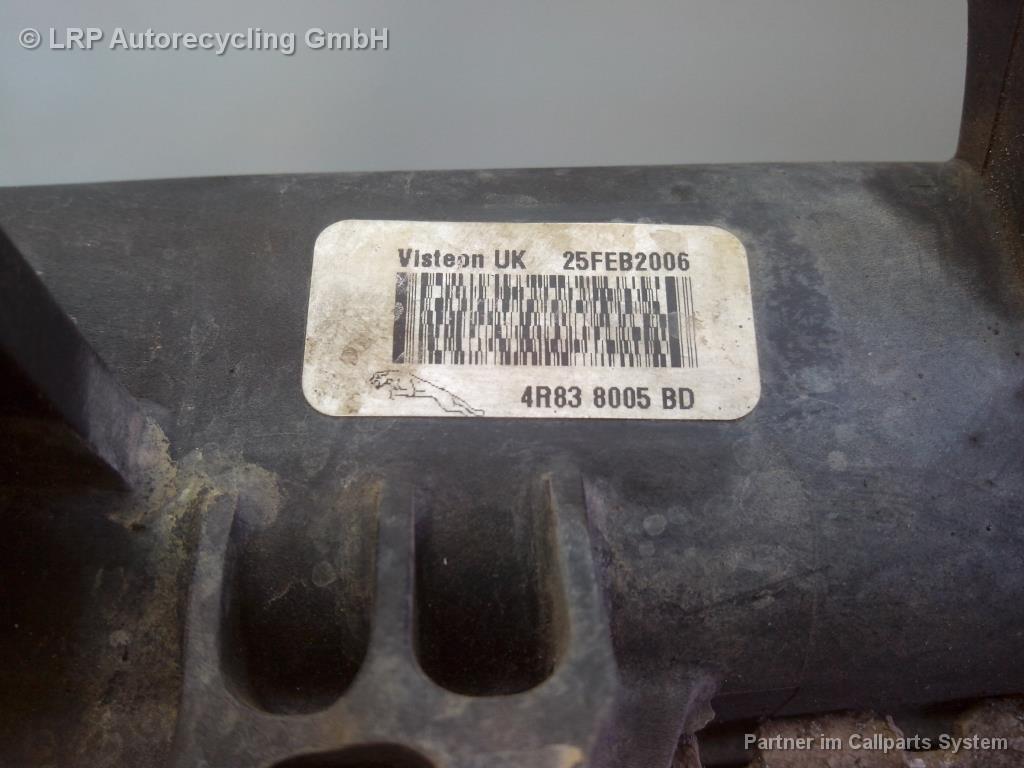 © LRP Autorecycling GmbH
Visteon UK 25FEB2006
4R83 8005 BD
Partner im Callparts System